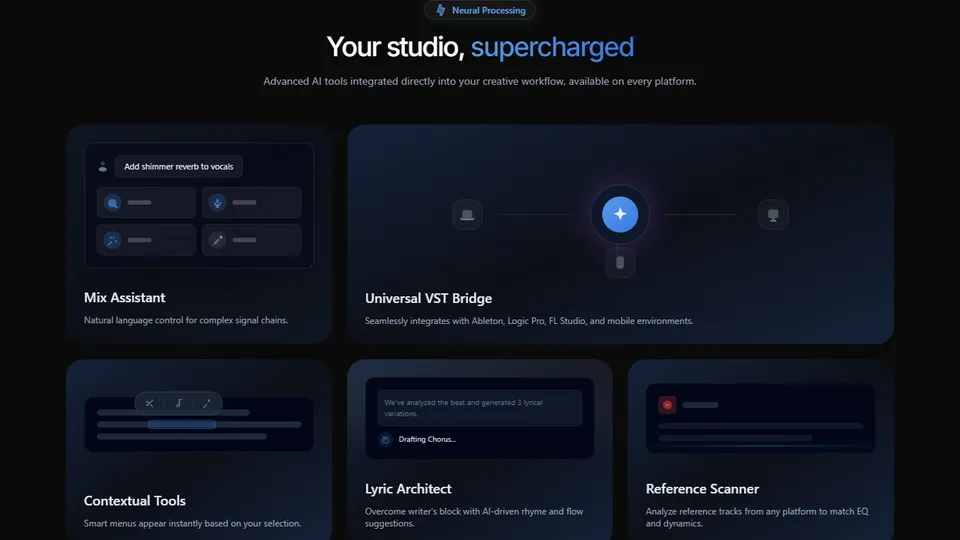 Neural Processing
Your studio, supercharged
Advanced AI tools integrated directly into your creative workflow, available on every platform.
Add shimmer reverb to vocals
Mix Assistant
Natural language control for complex signal chains.
Universal VST Bridge
Seamlessly integrates with Ableton, Logic Pro, FL Studio, and mobile environments.
Contextual Tools
Smart menus appear instantly based on your selection.
We've analyzed the beat and generated 3 lyrical
variations.
Drafting Chorus...
Lyric Architect
Overcome writer's block with AI-driven rhyme and flow
suggestions.
Reference Scanner
Analyze reference tracks from any platform to match EQ
and dynamics.